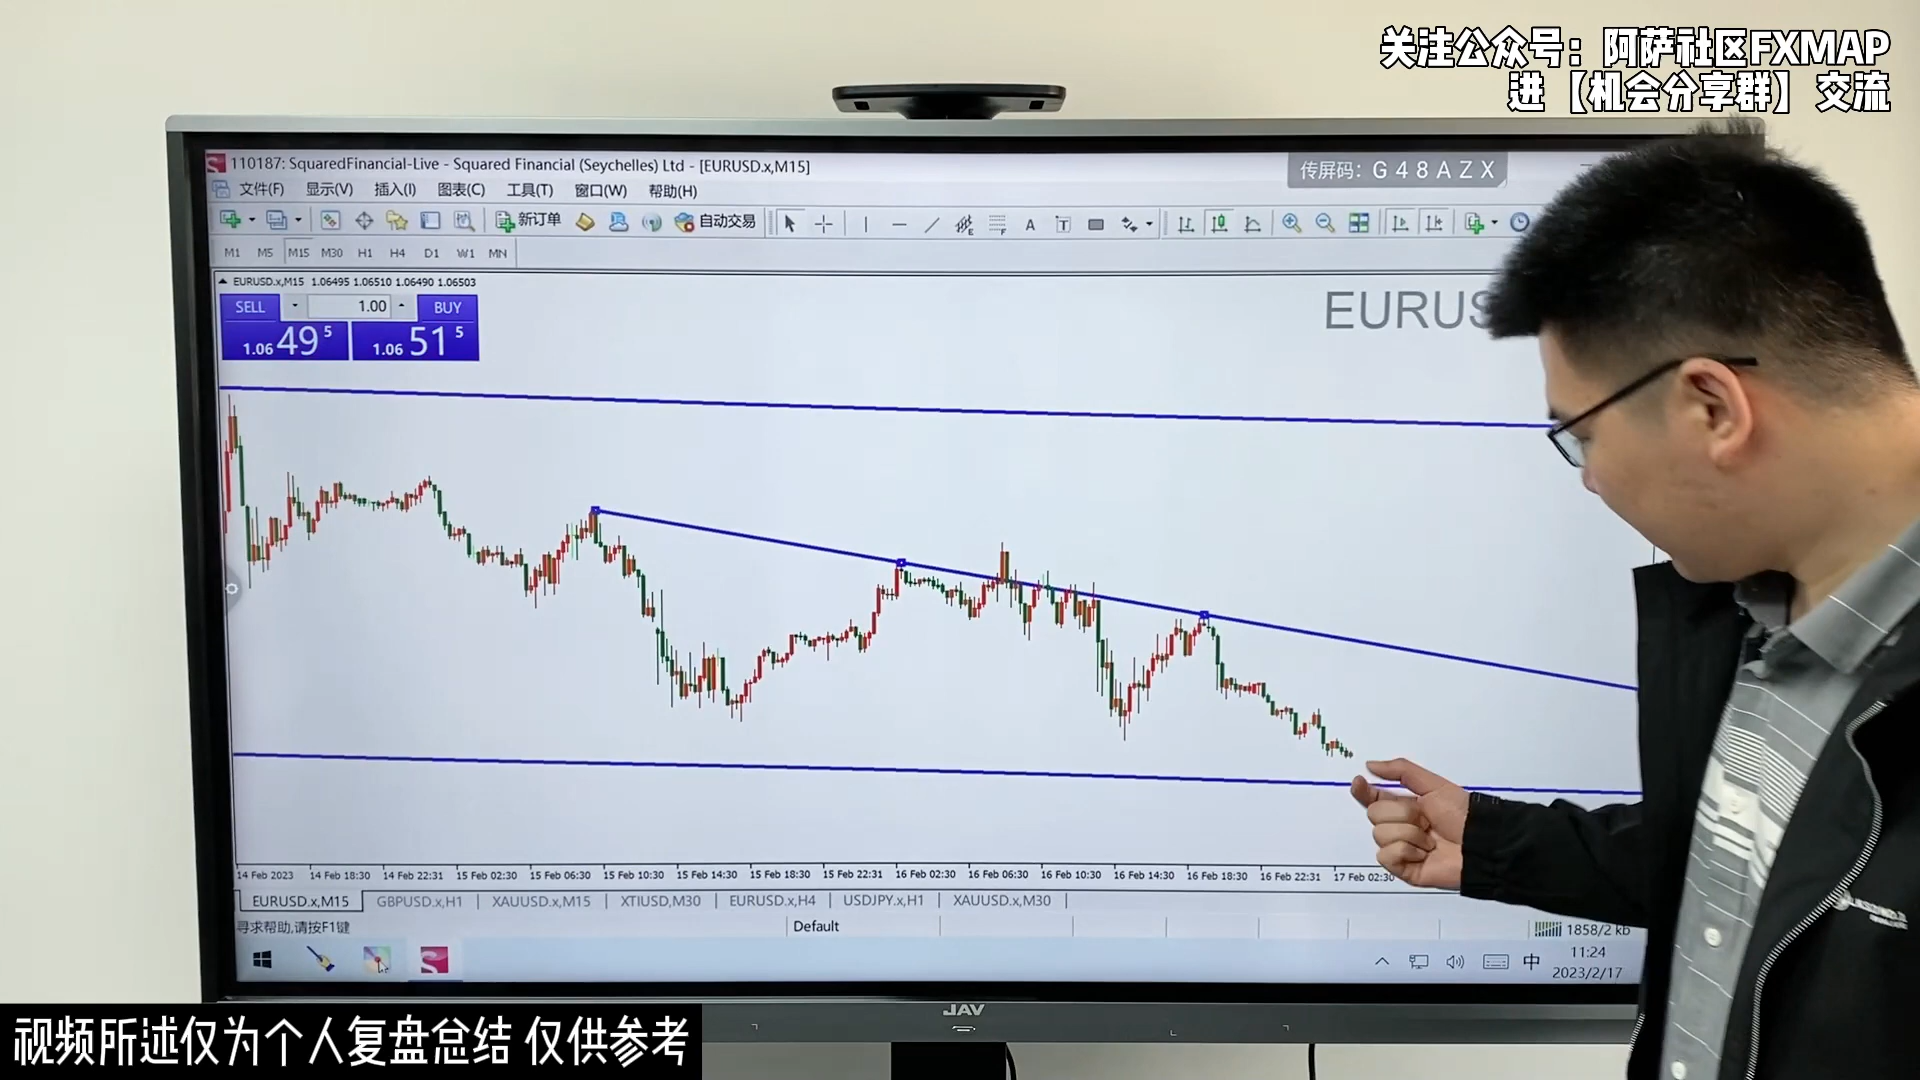 关注公众号：阿萨社区FXMAP
进【机会分享群】交流
110187: SquaredFinancial-Live - Squared Financial (Seychelles) Ltd - [EURUSD.x,M15]
传屏码：G48AZX
文件(F) 显示(V) 插入(I) 图表(C) 工具(T) 窗口(W) 帮助(H)
新订单 自动交易
M1 M5 M15 M30 H1 H4 D1 W1 MN
EURUSD.x,M15 1.06495 1.06510 1.06490 1.06503
SELL 1.00 BUY
1.06 49 5 1.06 51 5
EURUS
14 Feb 2023 14 Feb 18:30 14 Feb 22:31 15 Feb 02:30 15 Feb 06:30 15 Feb 10:30 15 Feb 14:30 15 Feb 18:30 15 Feb 22:31 16 Feb 02:30 16 Feb 06:30 16 Feb 10:30 16 Feb 14:30 16 Feb 18:30 16 Feb 22:31 17 Feb 02:30
EURUSD.x,M15 GBPUSD.x,H1 XAUUSD.x,M15 XTIUSD,M30 EURUSD.x,H4 USDJPY.x,H1 XAUUSD.x,M30
寻求帮助,请按F1键 Default 1858/2 kb
中 11:24
2023/2/17
JAV
视频所述仅为个人复盘总结 仅供参考